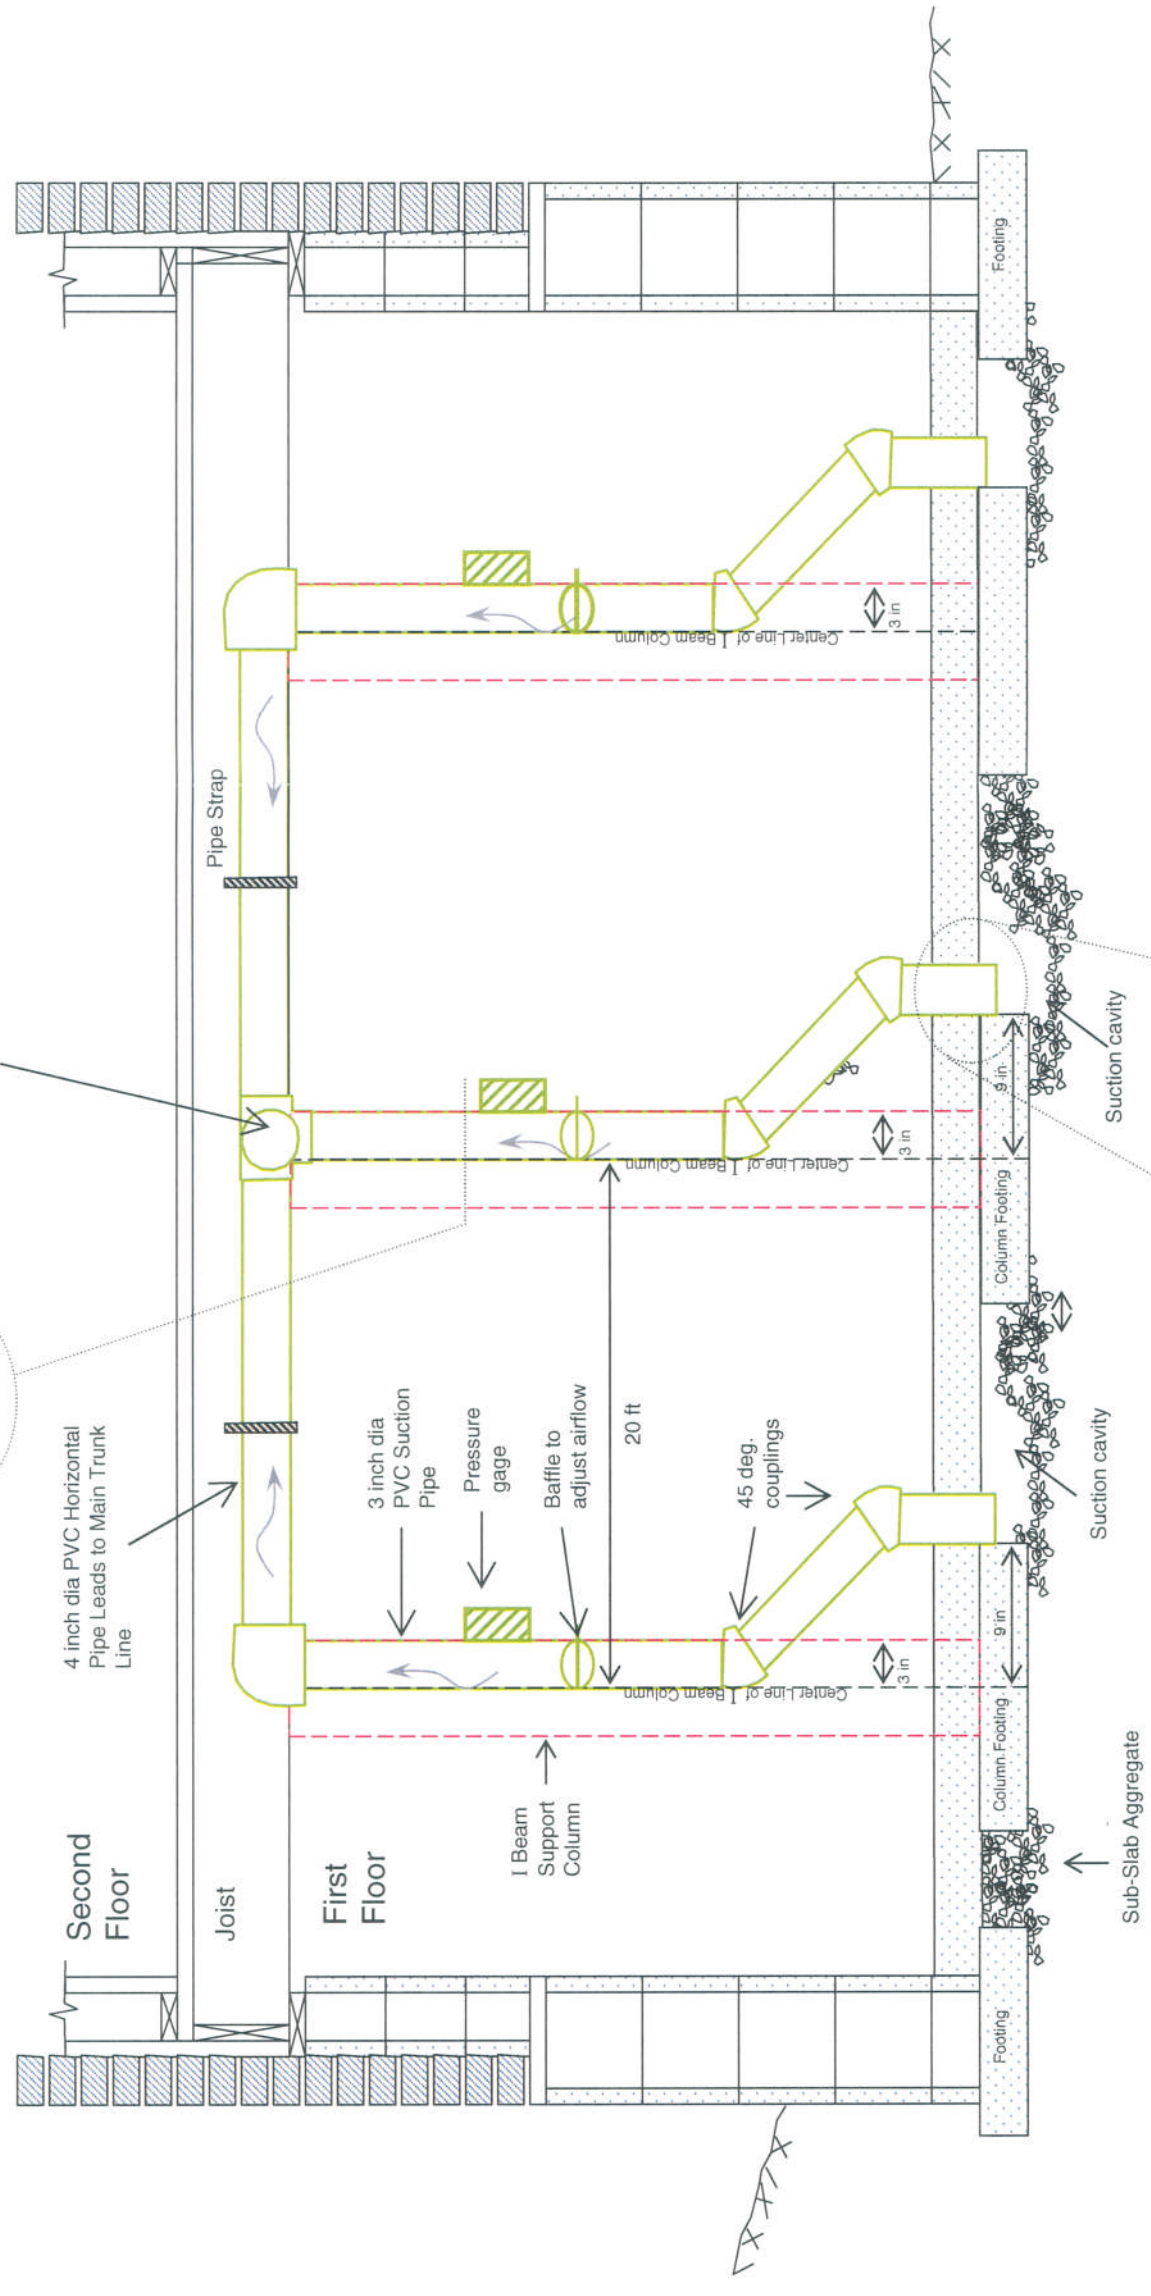 Second
Floor
Joist
First
Floor
4 inch dia PVC Horizontal
Pipe Leads to Main Trunk
Line
Pipe Strap
3 inch dia
PVC Suction
Pipe
Pressure
gage
Baffle to
adjust airflow
20 ft
45 deg.
couplings
I Beam
Support
Column
Center Line of I Beam Column
Center Line of I Beam Column
Center Line of I Beam Column
3 in
3 in
3 in
9 in
9 in
Footing
Column Footing
Column Footing
Footing
Sub-Slab Aggregate
Suction cavity
Suction cavity